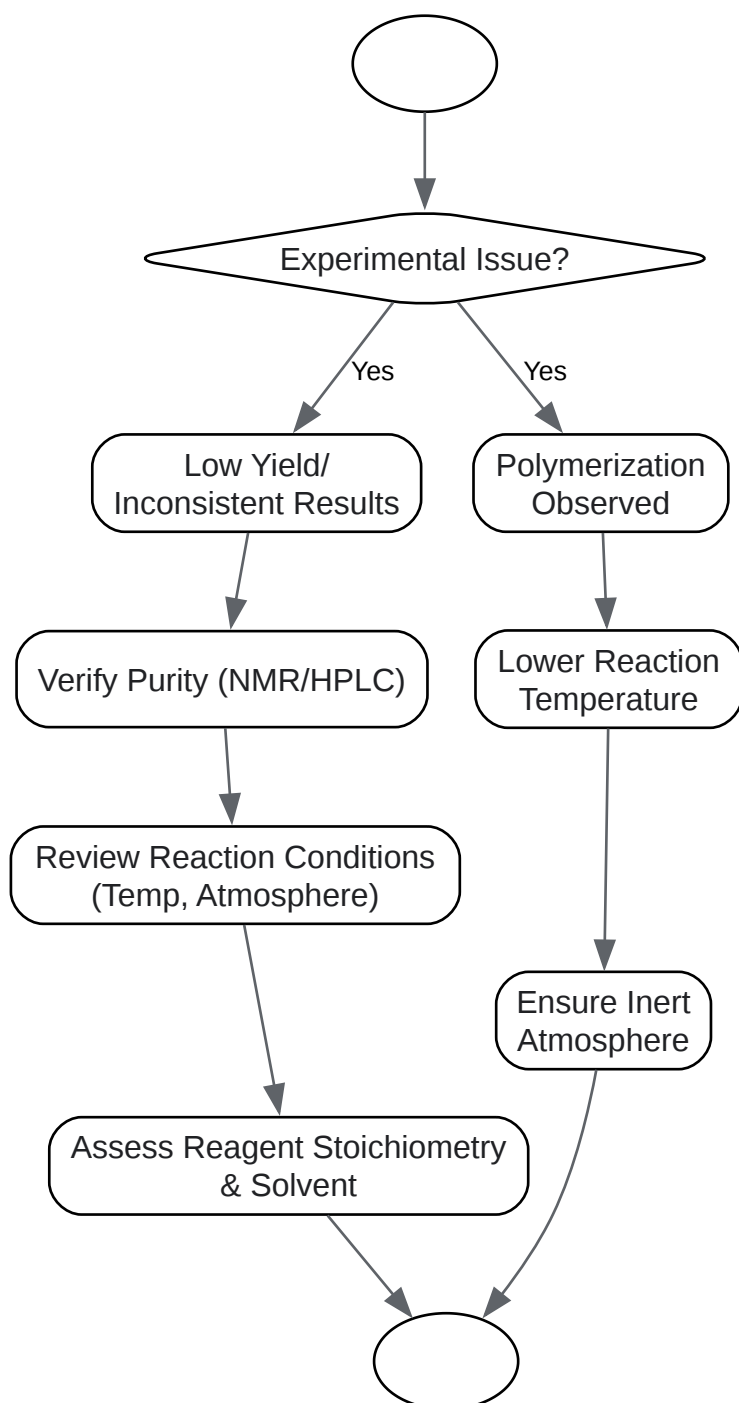 Experimental Issue?
Yes
Yes
Low Yield/
Inconsistent Results
Polymerization
Observed
Verify Purity (NMR/HPLC)
Lower Reaction
Temperature
Review Reaction Conditions
(Temp, Atmosphere)
Ensure Inert
Atmosphere
Assess Reagent Stoichiometry
& Solvent